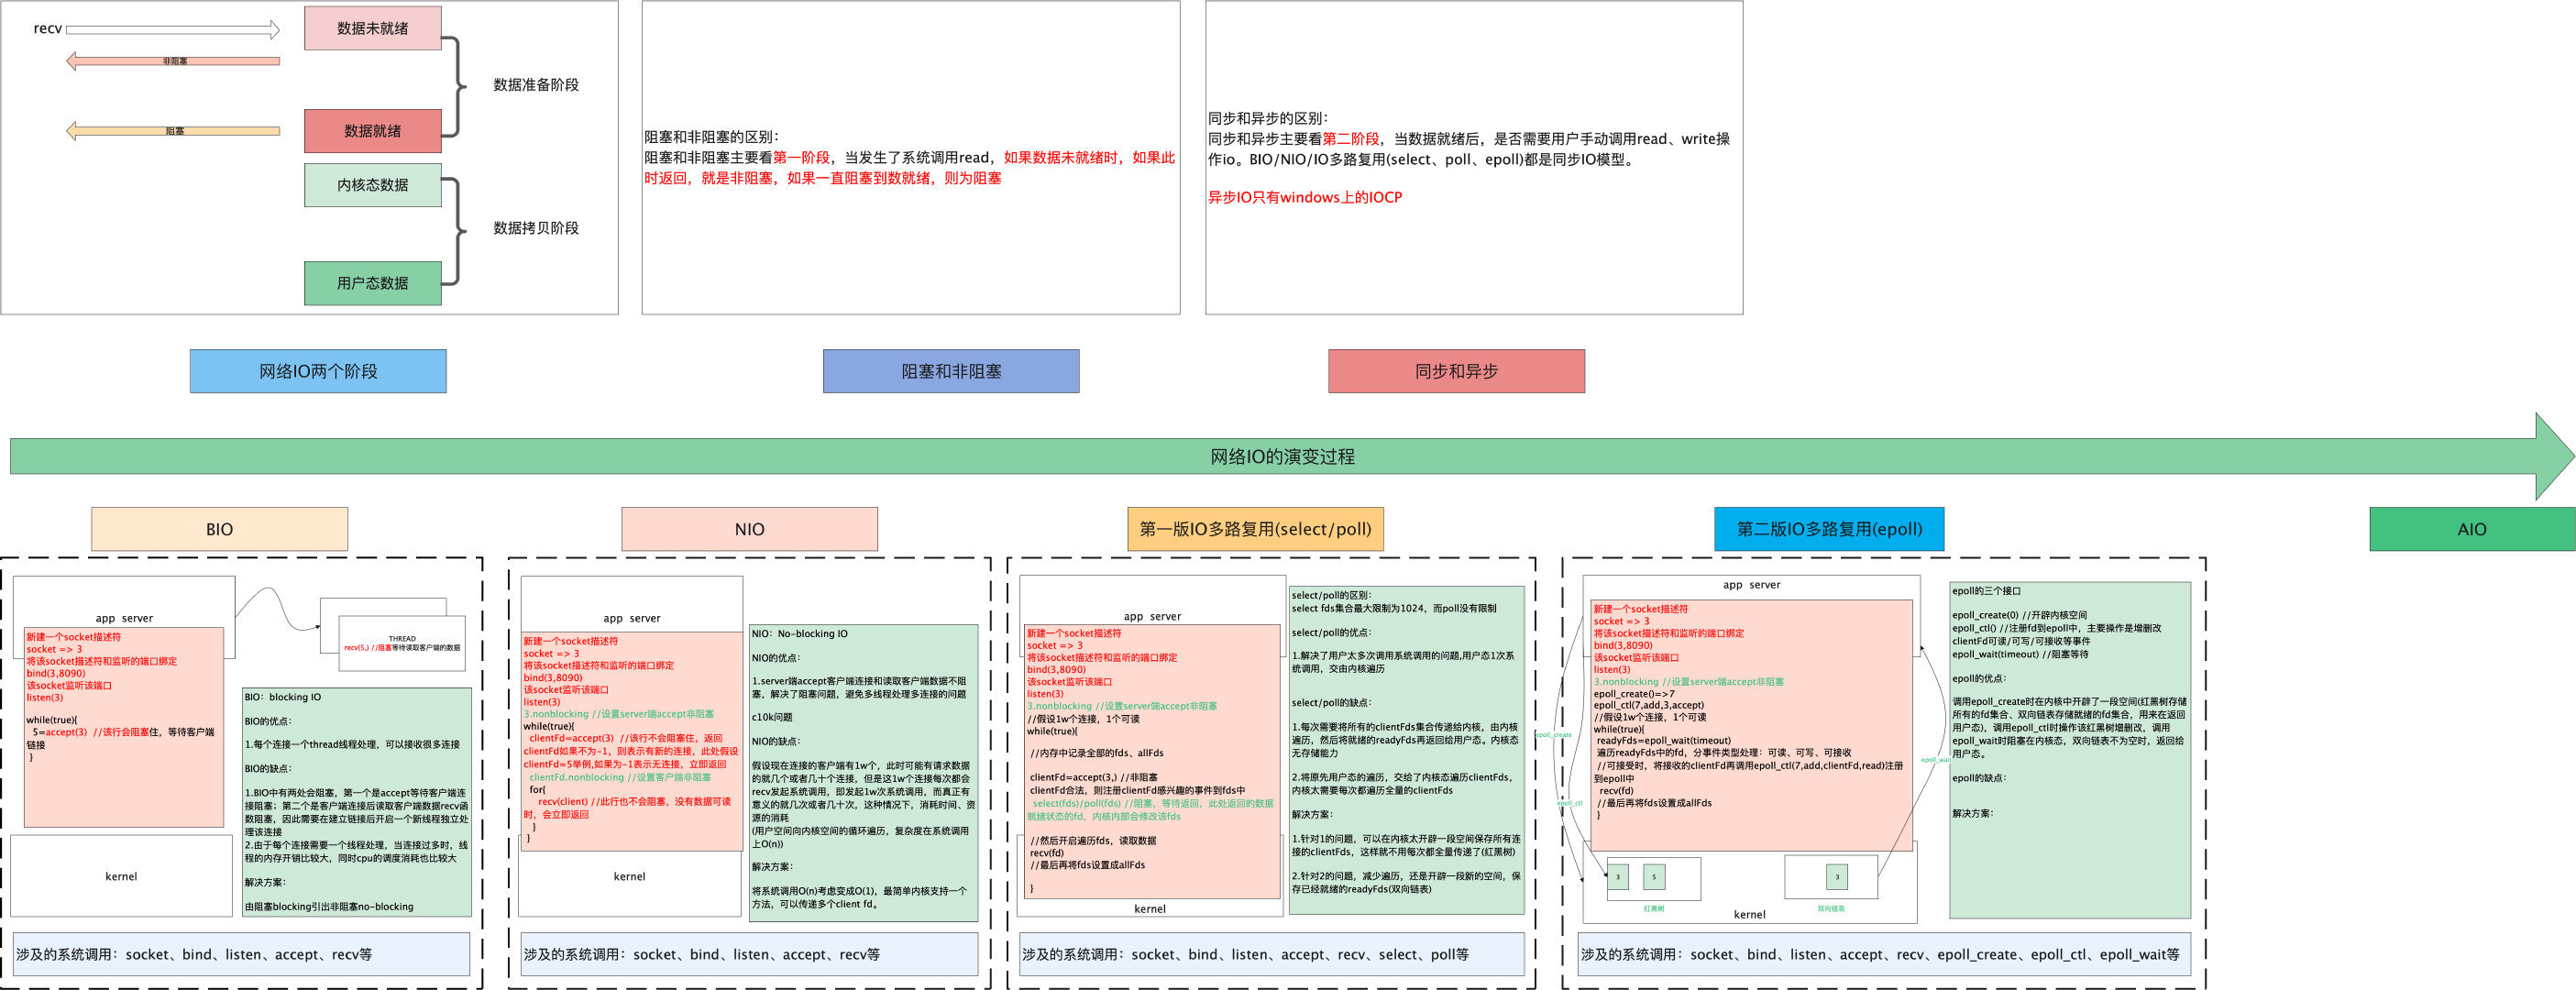 recv
数据未就绪
非阻塞
数据准备阶段
阻塞
数据就绪
内核态数据
数据拷贝阶段
用户态数据
阻塞和非阻塞的区别：
阻塞和非阻塞主要看第一阶段，当发生了系统调用read，如果数据未就绪时，如果此
时返回，就是非阻塞，如果一直阻塞到数就绪，则为阻塞
同步和异步的区别：
同步和异步主要看第二阶段，当数据就绪后，是否需要用户手动调用read、write操
作io。BIO/NIO/IO多路复用(select、poll、epoll)都是同步IO模型。
异步IO只有windows上的IOCP
网络IO两个阶段
阻塞和非阻塞
同步和异步
网络IO的演变过程
BIO
NIO
第一版IO多路复用(select/poll)
第二版IO多路复用(epoll)
AIO
app server
新建一个socket描述符
socket => 3
将该socket描述符和监听的端口绑定
bind(3,8090)
该socket监听该端口
listen(3)
while(true){
5=accept(3) //该行会阻塞住，等待客户端
链接
}
THREAD
recv(5,) //阻塞等待读取客户端的数据
BIO：blocking IO
BIO的优点：
1.每个连接一个thread线程处理，可以接收很多连接
BIO的缺点：
1.BIO中有两处会阻塞，第一个是accept等待客户端连
接阻塞；第二个是客户端连接后读取客户端数据recv函
数阻塞，因此需要在建立链接后开启一个新线程独立处
理该连接
2.由于每个连接需要一个线程处理，当连接过多时，线
程的内存开销比较大，同时cpu的调度消耗也比较大
解决方案：
由阻塞blocking引出非阻塞no-blocking
kernel
涉及的系统调用：socket、bind、listen、accept、recv等
app server
新建一个socket描述符
socket => 3
将该socket描述符和监听的端口绑定
bind(3,8090)
该socket监听该端口
listen(3)
3.nonblocking //设置server端accept非阻塞
while(true){
clientFd=accept(3) //该行不会阻塞住，返回
clientFd如果不为-1，则表示有新的连接，此处假设
clientFd=5举例,如果为-1表示无连接，立即返回
clientFd.nonblocking //设置客户端非阻塞
for{
recv(client) //此行也不会阻塞，没有数据可读
时，会立即返回
}
}
kernel
NIO：No-blocking IO
NIO的优点：
1.server端accept客户端连接和读取客户端数据不阻
塞，解决了阻塞问题，避免多线程处理多连接的问题
c10k问题
NIO的缺点：
假设现在连接的客户端有1w个，此时可能有请求数据
的就几个或者几十个连接，但是这1w个连接每次都会
recv发起系统调用，即发起1w次系统调用，而真正有
意义的就几次或者几十次，这种情况下，消耗时间、资
源的消耗
(用户空间向内核空间的循环遍历，复杂度在系统调用
上O(n))
解决方案：
将系统调用O(n)考虑变成O(1)，最简单内核支持一个
方法，可以传递多个client fd。
涉及的系统调用：socket、bind、listen、accept、recv等
app server
新建一个socket描述符
socket => 3
将该socket描述符和监听的端口绑定
bind(3,8090)
该socket监听该端口
listen(3)
3.nonblocking //设置server端accept非阻塞
//假设1w个连接，1个可读
while(true){
//内存中记录全部的fds、allFds
clientFd=accept(3,) //非阻塞
clientFd合法，则注册clientFd感兴趣的事件到fds中
select(fds)/poll(fds) //阻塞，等待返回，此处返回的数据
就绪状态的fd，内核内部会修改该fds
//然后开启遍历fds，读取数据
recv(fd)
//最后再将fds设置成allFds
}
kernel
select/poll的区别：
select fds集合最大限制为1024，而poll没有限制
select/poll的优点：
1.解决了用户太多次调用系统调用的问题,用户态1次系
统调用，交由内核遍历
select/poll的缺点：
1.每次需要将所有的clientFds集合传递给内核，由内核
遍历，然后将就绪的readyFds再返回给用户态。内核态
无存储能力
2.将原先用户态的遍历，交给了内核态遍历clientFds，
内核太需要每次都遍历全量的clientFds
解决方案：
1.针对1的问题，可以在内核太开辟一段空间保存所有连
接的clientFds，这样就不用每次都全量传递了(红黑树)
2.针对2的问题，减少遍历，还是开辟一段新的空间，保
存已经就绪的readyFds(双向链表)
涉及的系统调用：socket、bind、listen、accept、recv、select、poll等
app server
新建一个socket描述符
socket => 3
将该socket描述符和监听的端口绑定
bind(3,8090)
该socket监听该端口
listen(3)
3.nonblocking //设置server端accept非阻塞
epoll_create()=>7
epoll_ctl(7,add,3,accept)
//假设1w个连接，1个可读
while(true){
readyFds=epoll_wait(timeout)
遍历readyFds中的fd，分事件类型处理：可读、可写、可接收
//可接受时，将接收的clientFd再调用epoll_ctl(7,add,clientFd,read)注册
到epoll中
recv(fd)
//最后再将fds设置成allFds
}
epoll_create
epoll_ctl
epoll_wait
3
5
红黑树
3
双向链表
kernel
epoll的三个接口
epoll_create(0) //开辟内核空间
epoll_ctl() //注册fd到epoll中，主要操作是增删改
clientFd可读/可写/可接收等事件
epoll_wait(timeout) //阻塞等待
epoll的优点：
调用epoll_create时在内核中开辟了一段空间(红黑树存储
所有的fd集合、双向链表存储就绪的fd集合，用来在返回
用户态)，调用epoll_ctl时操作该红黑树增删改，调用
epoll_wait时阻塞在内核态，双向链表不为空时，返回给
用户态。
epoll的缺点：
解决方案：
涉及的系统调用：socket、bind、listen、accept、recv、epoll_create、epoll_ctl、epoll_wait等